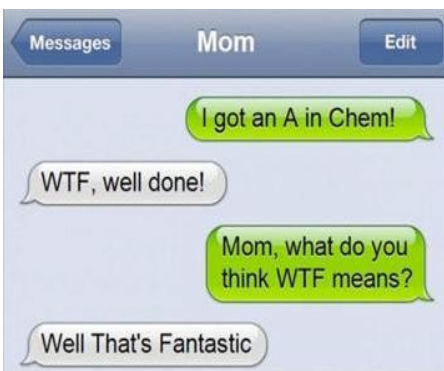 Messages Mom Edit
I got an A in Chem!
WTF, well done!
Mom, what do you
think WTF means?
Well That's Fantastic